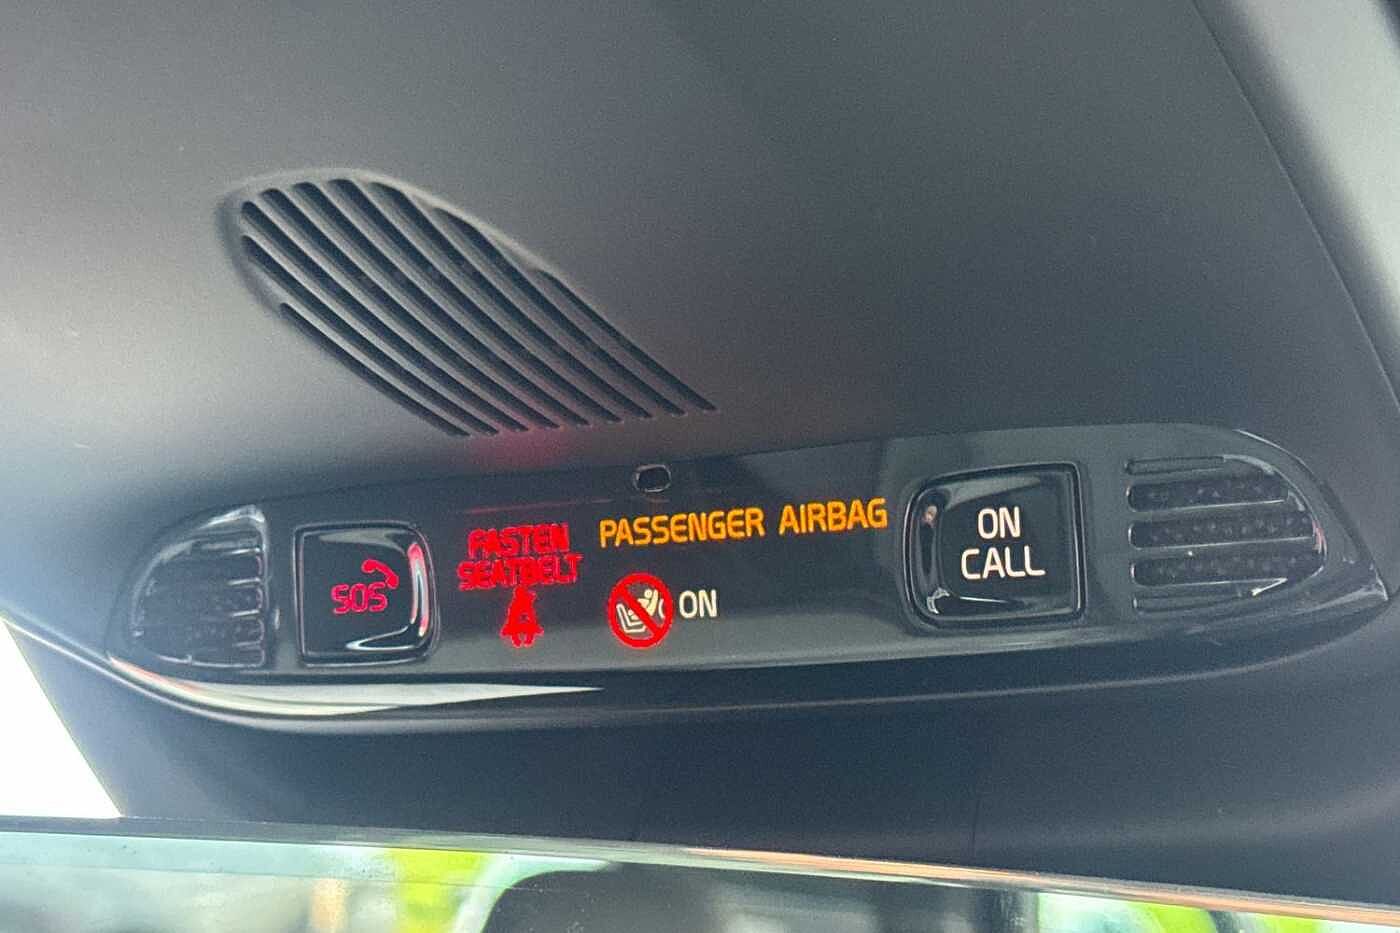 SOS
FASTEN
SEATBELT
PASSENGER AIRBAG
ON
ON
CALL